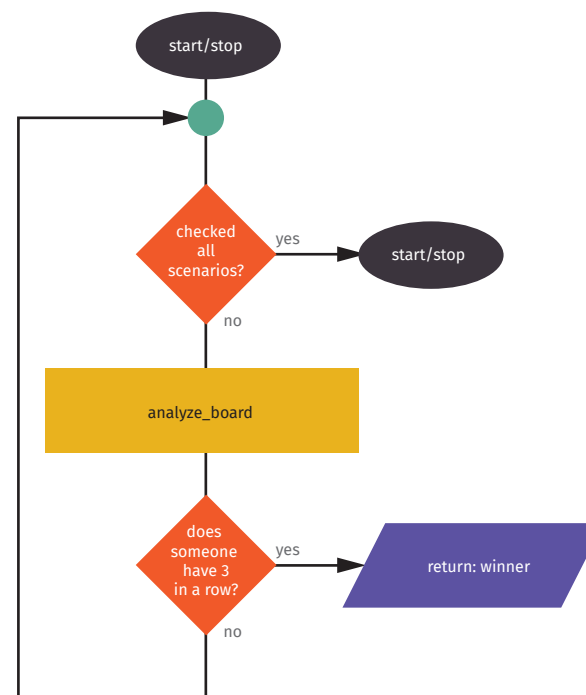 start/stop
checked
all
scenarios?
yes
start/stop
no
analyze_board
does
someone
have 3
in a row?
yes
return: winner
no